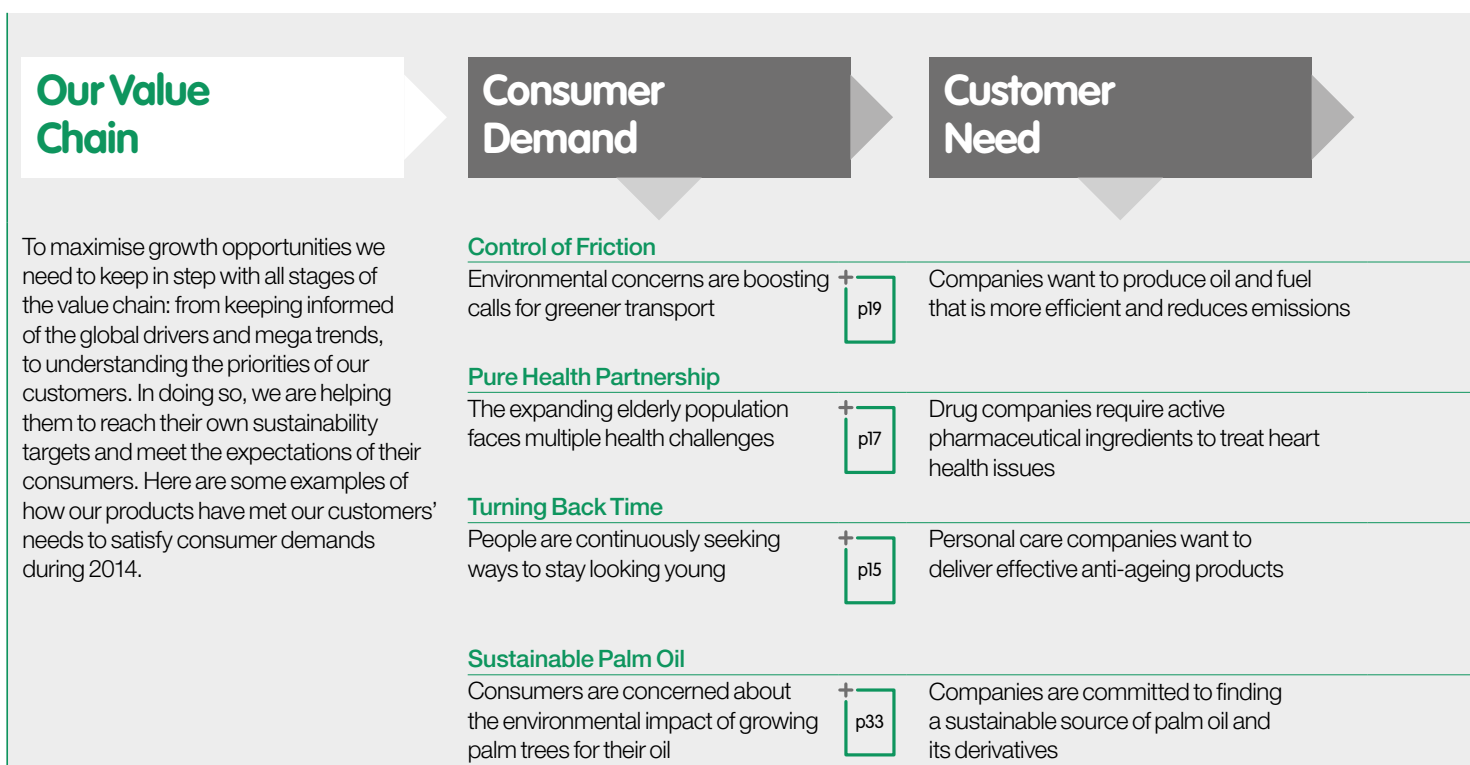 Our Value
Chain
To maximise growth opportunities we
need to keep in step with all stages of
the value chain: from keeping informed
of the global drivers and mega trends,
to understanding the priorities of our
customers. In doing so, we are helping
them to reach their own sustainability
targets and meet the expectations of their
consumers. Here are some examples of
how our products have met our customers’
needs to satisfy consumer demands
during 2014.
Consumer
Demand
Customer
Need
Control of Friction
Environmental concerns are boosting
calls for greener transport
+
p19
Companies want to produce oil and fuel
that is more efficient and reduces emissions
Pure Health Partnership
The expanding elderly population
faces multiple health challenges
+
p17
Drug companies require active
pharmaceutical ingredients to treat heart
health issues
Turning Back Time
People are continuously seeking
ways to stay looking young
+
p15
Personal care companies want to
deliver effective anti-ageing products
Sustainable Palm Oil
Consumers are concerned about
the environmental impact of growing
palm trees for their oil
+
p33
Companies are committed to finding
a sustainable source of palm oil and
its derivatives